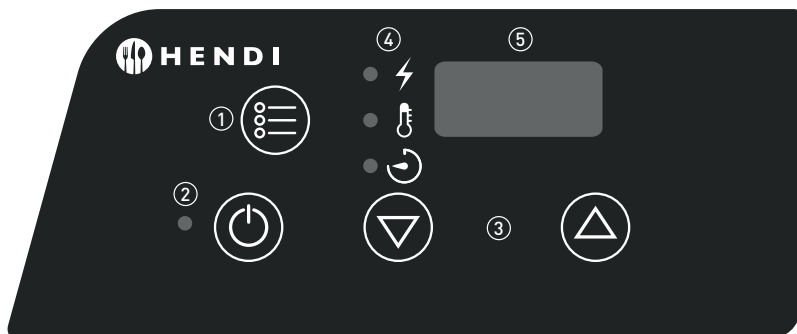 HENDI
④ ⑤
①
②
③